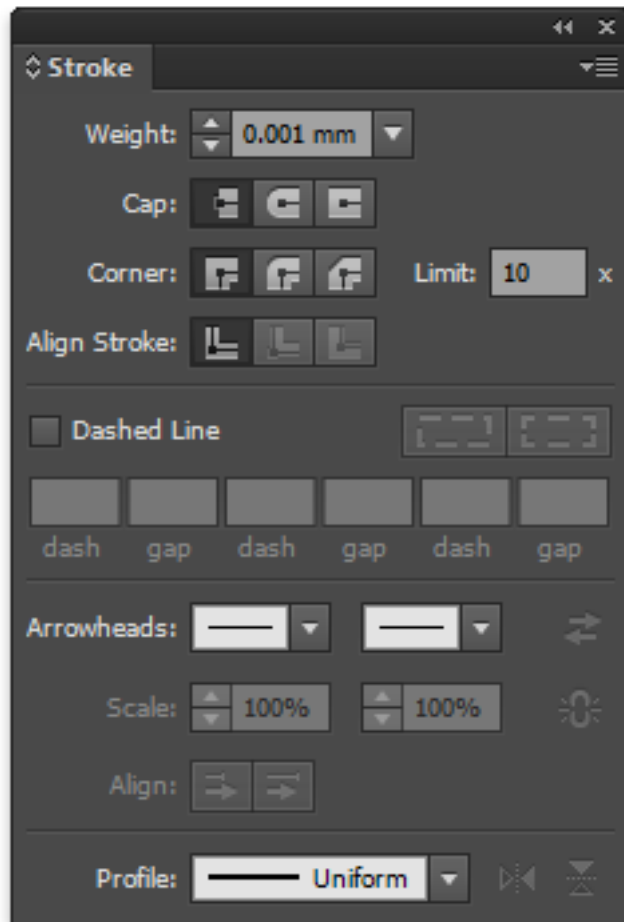 Stroke
Weight: 0.001 mm
Cap:
Corner: Limit: 10 x
Align Stroke:
Dashed Line
dash gap dash gap dash gap
Arrowheads:
Scale: 100% 100%
Align:
Profile: Uniform